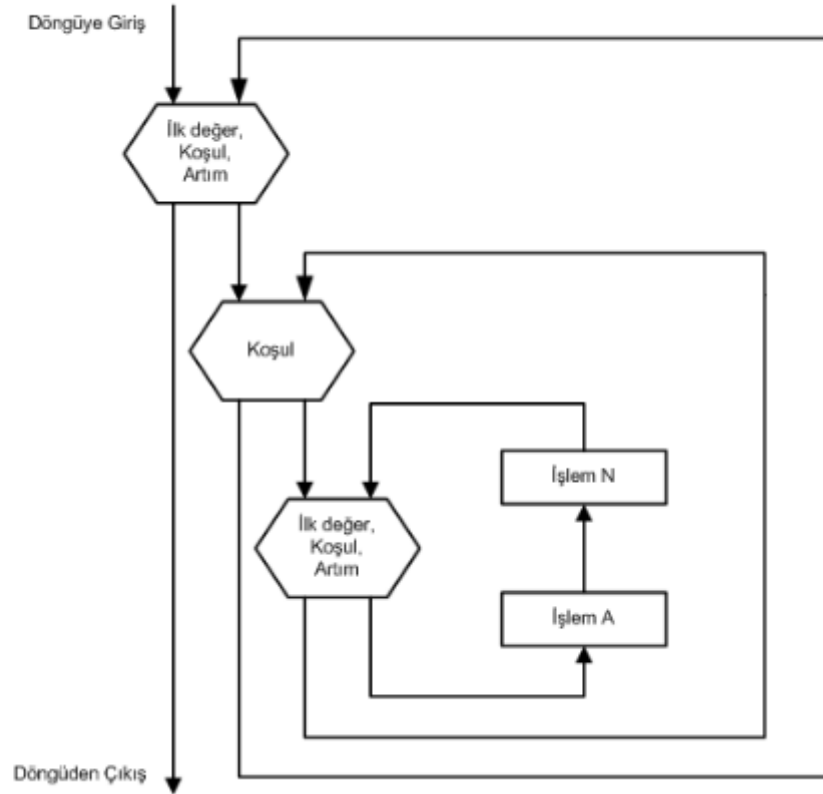 Döngüye Giriş
İlk değer,
Koşul,
Artım
Koşul
İlk değer,
Koşul,
Artım
İşlem N
İşlem A
Döngüden Çıkış